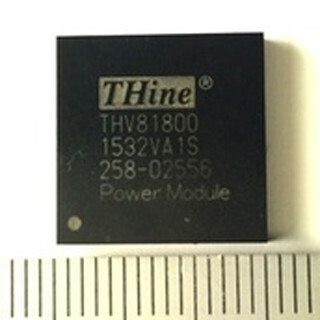 THine®
THV81800
1532VA1S
258-02556
Power Module